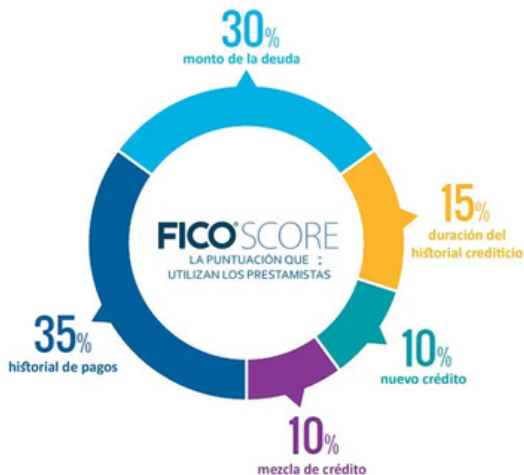 30%
monto de la deuda
15%
duración del
historial crediticio
FICO® SCORE
LA PUNTUACIÓN QUE :
UTILIZAN LOS PRESTAMISTAS
35%
historial de pagos
10%
nuevo crédito
10%
mezcla de crédito